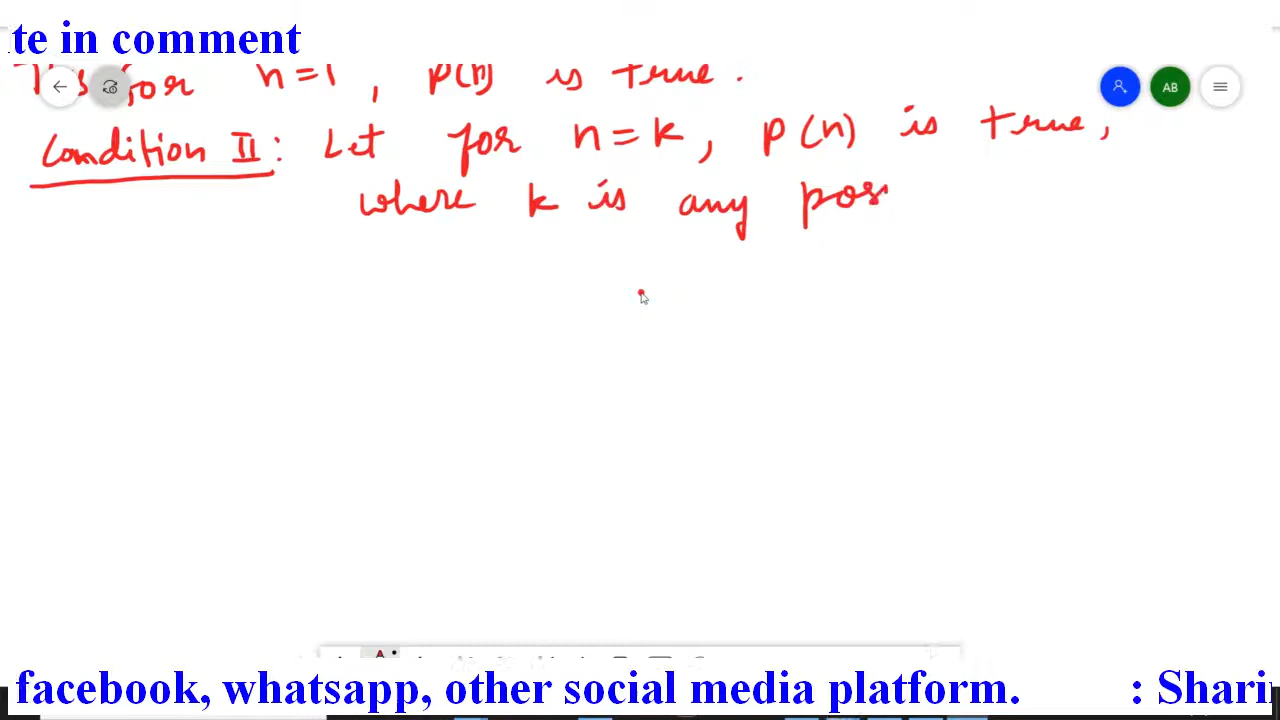 te in comment
for n=1, P(n) is true.
AB
Condition II: Let for n=k, P(n) is true,
where k is any pos
facebook, whatsapp, other social media platform. : Shari